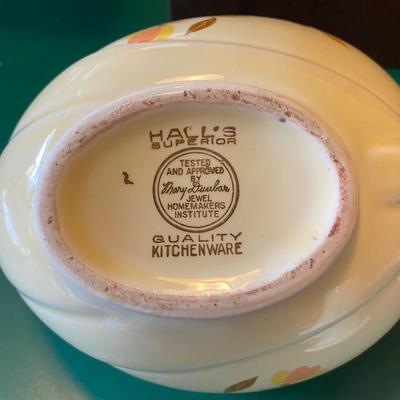 HALL'S
SUPERIOR
2
TESTED
AND APPROVED
BY
Mary Dunbar
JEWEL
HOMEMAKERS
INSTITUTE
QUALITY
KITCHENWARE